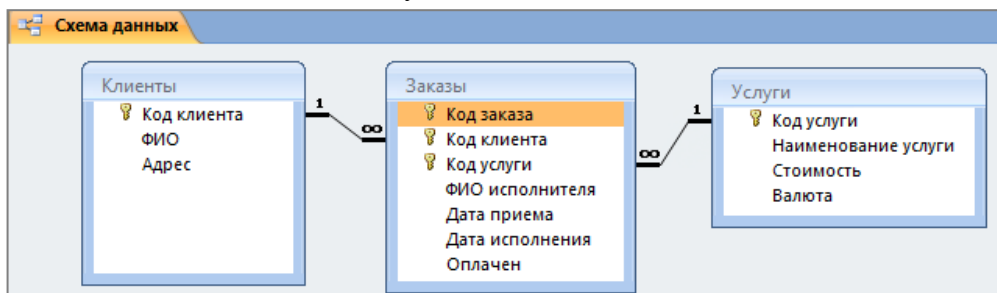 Схема данных
Клиенты
Код клиента
ФИО
Адрес
1
∞
Заказы
Код заказа
Код клиента
Код услуги
ФИО исполнителя
Дата приема
Дата исполнения
Оплачен
∞
1
Услуги
Код услуги
Наименование услуги
Стоимость
Валюта